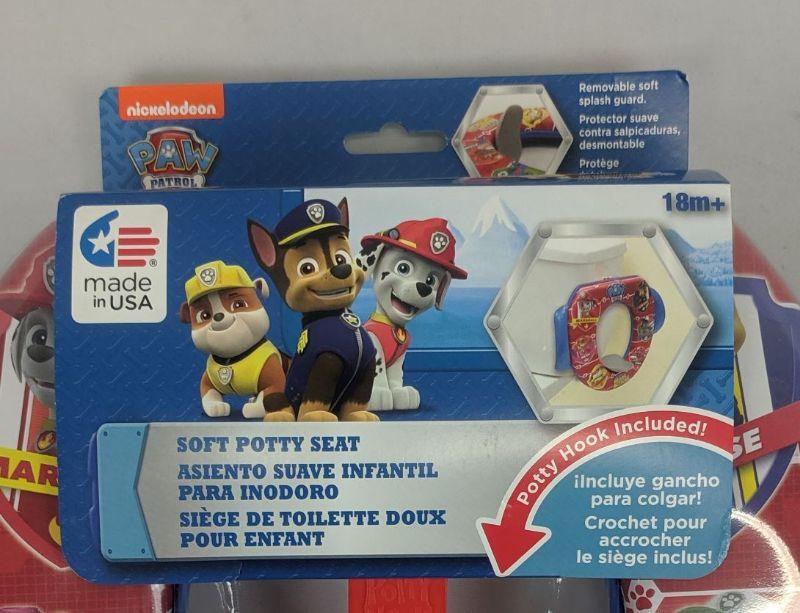 nickelodeon
PAW
PATROL
Removable soft
splash guard.
Protector suave
contra salpicaduras,
desmontable
Protège
18m+
made
in USA
SOFT POTTY SEAT
ASIENTO SUAVE INFANTIL
PARA INODORO
SIÈGE DE TOILETTE DOUX
POUR ENFANT
Potty Hook Included!
¡Incluye gancho
para colgar!
Crochet pour
accrocher
le siège inclus!
MAR
SE